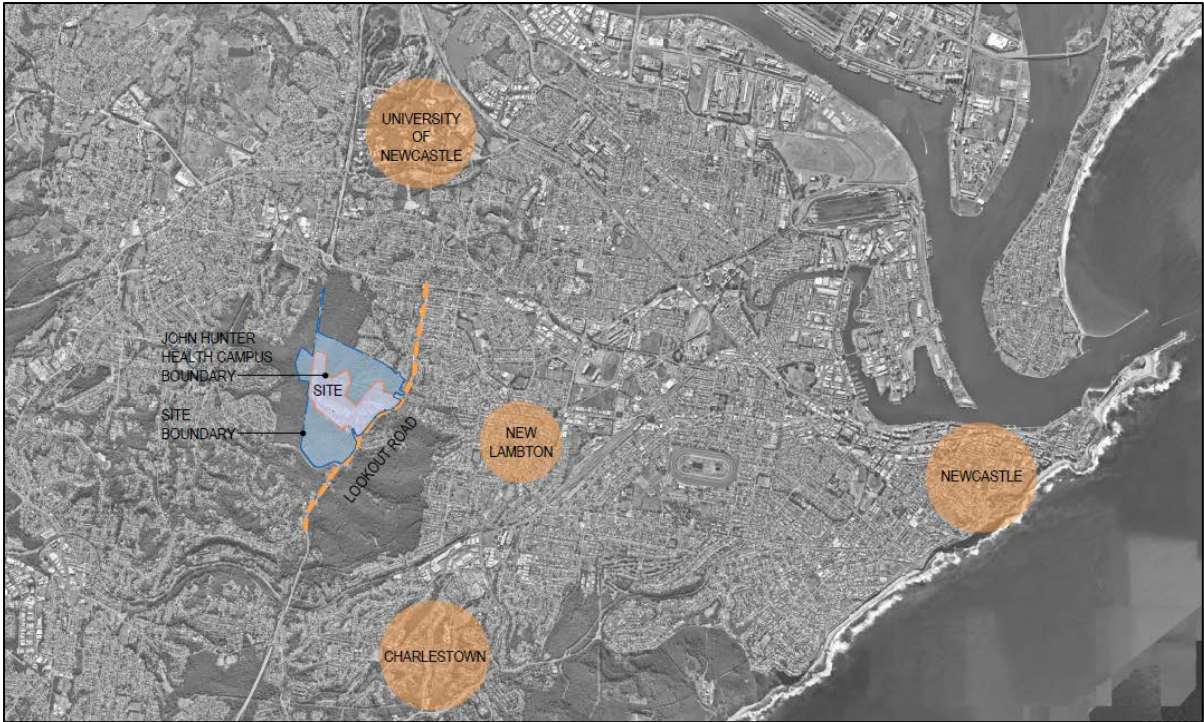 UNIVERSITY
OF
NEWCASTLE
JOHN HUNTER
HEALTH CAMPUS
BOUNDARY
SITE
SITE
BOUNDARY
LOOKOUT ROAD
NEW
LAMBTON
NEWCASTLE
CHARLESTOWN